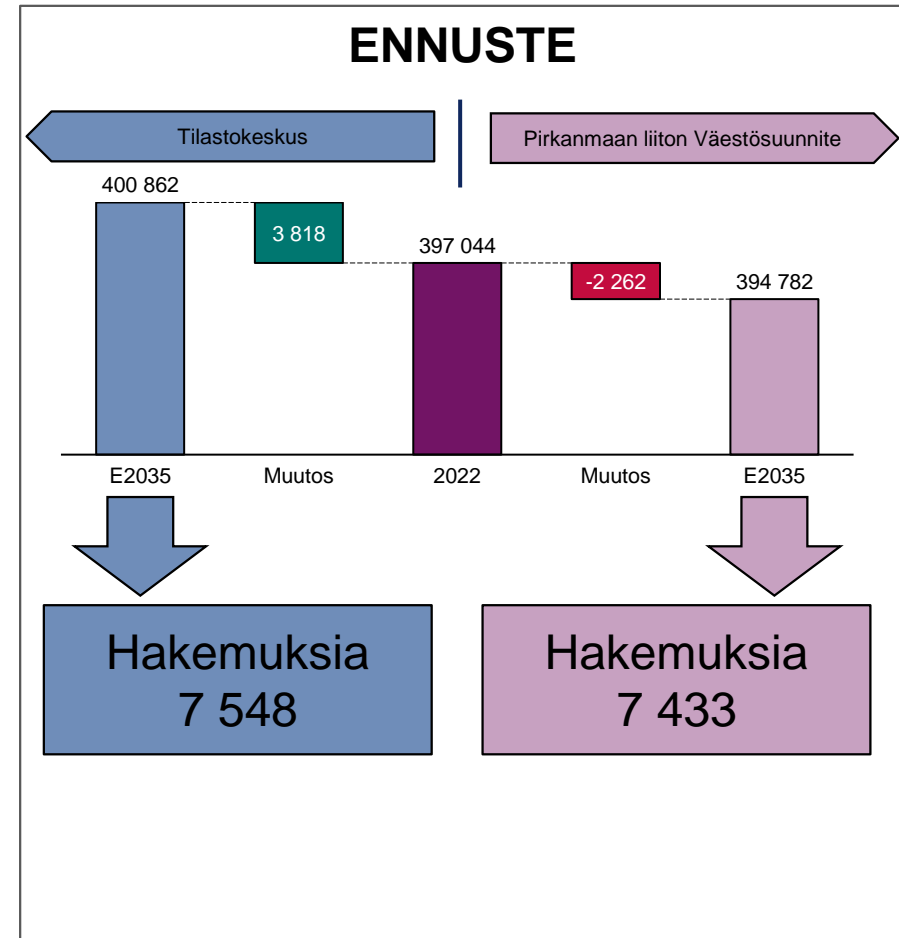 ENNUSTE
Tilastokeskus
Pirkanmaan liiton Väestösuunnite
400 862
3 818
397 044
-2 262
394 782
E2035
Muutos
2022
Muutos
E2035
Hakemuksia
7 548
Hakemuksia
7 433